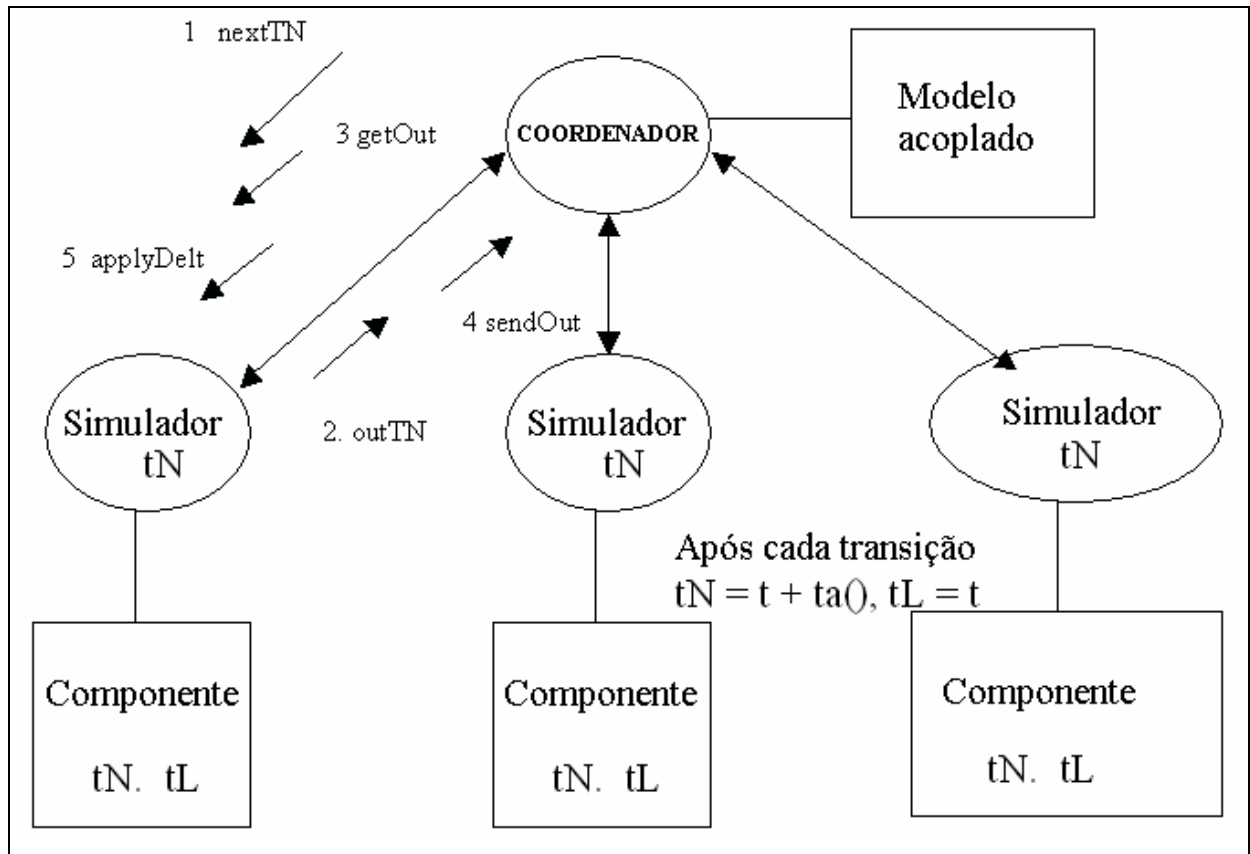 1 nextTN
3 getOut
5 applyDelt
COORDENADOR
Modelo
acoplado
4 sendOut
2. outTN
Simulador
tN
Simulador
tN
Simulador
tN
Após cada transição
tN = t + ta(), tL = t
Componente
tN. tL
Componente
tN. tL
Componente
tN. tL